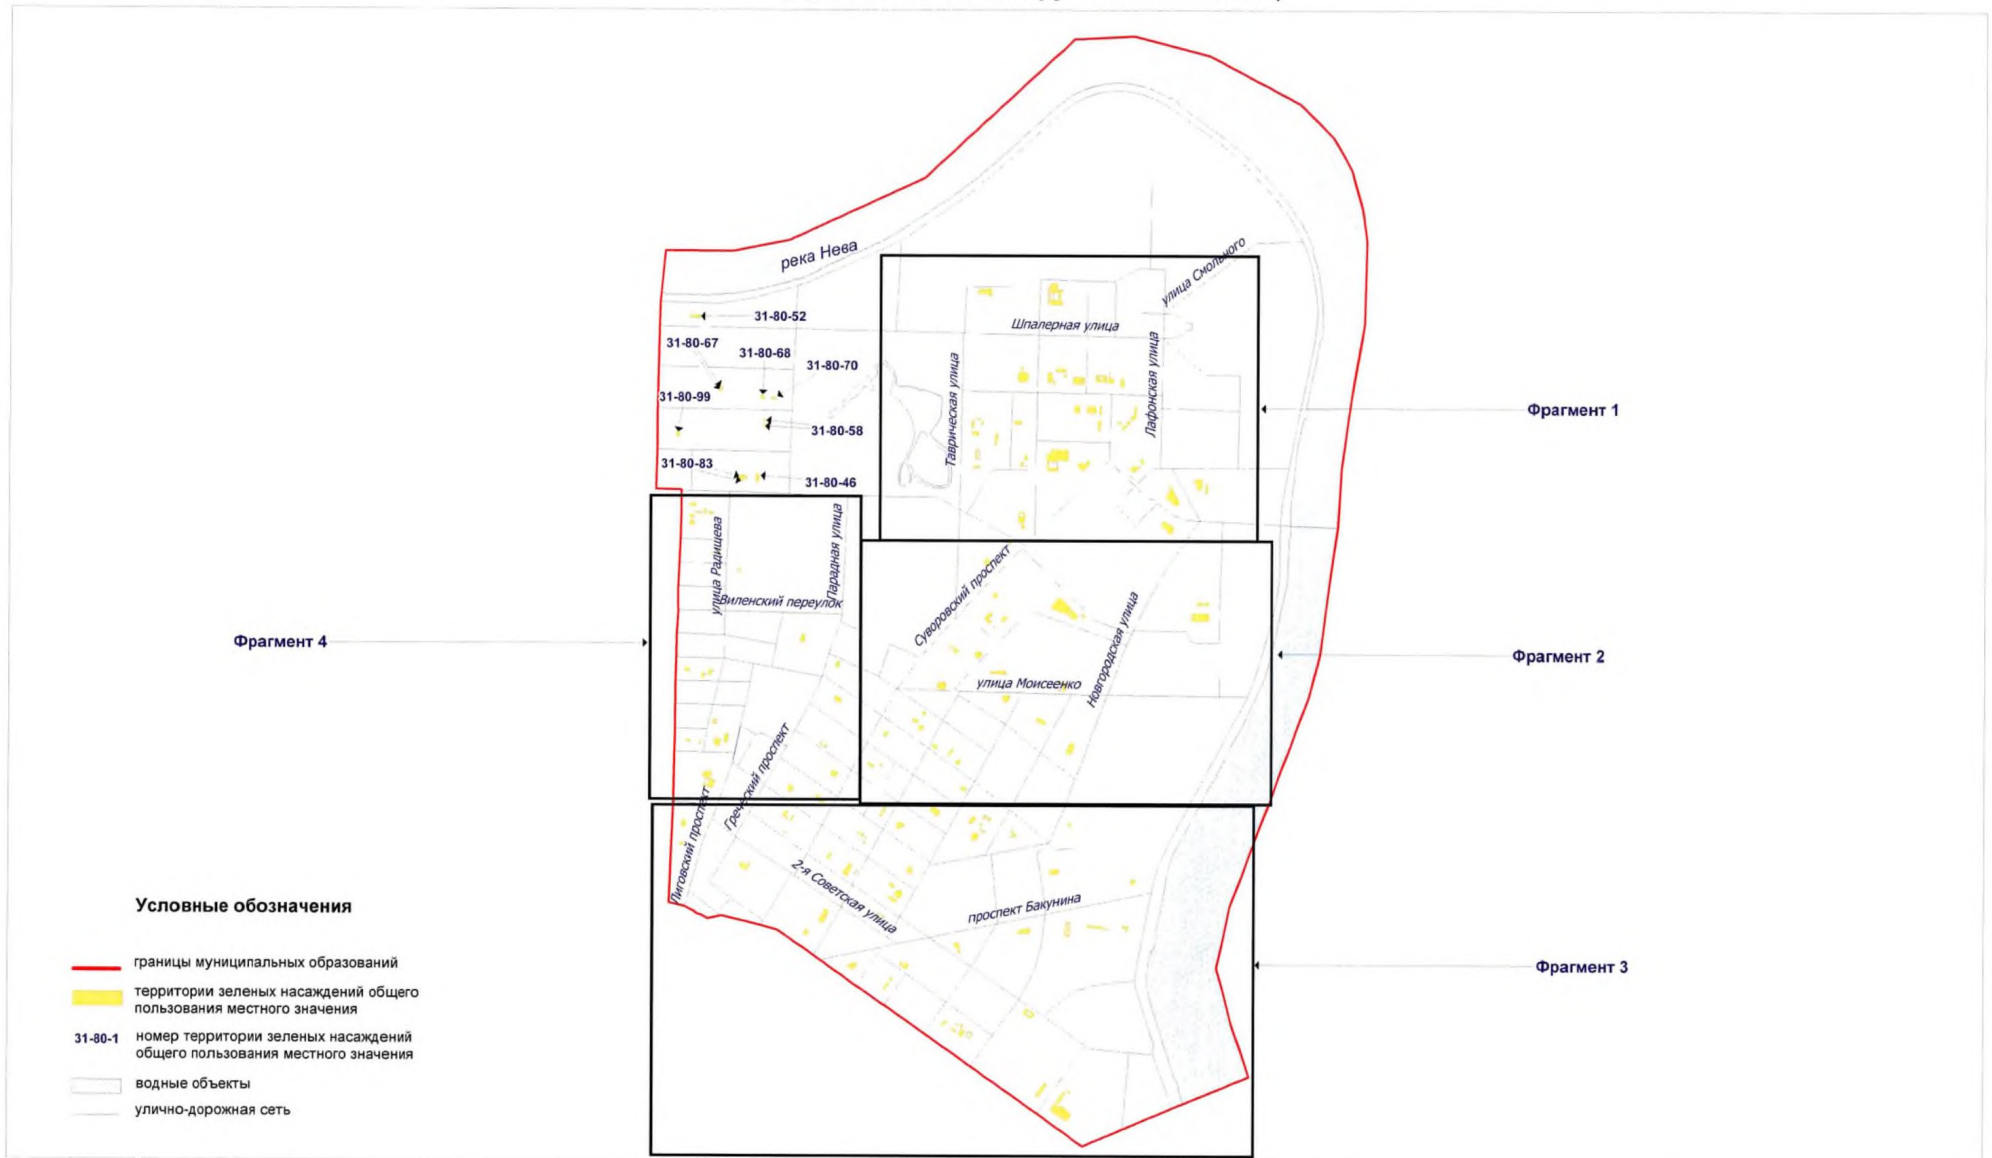 река Нева
улица Смольного
31-80-52
Шпалерная улица
31-80-67
31-80-68
31-80-70
Таврическая улица
Лафонская улица
31-80-99
Фрагмент 1
31-80-58
31-80-83
31-80-46
улица Радищева
Парадная улица
Суворовский проспект
Виленский переулок
Новгородская улица
Фрагмент 4
Фрагмент 2
улица Моисеенко
Греческий проспект
Лиговский проспект
2-я Советская улица
проспект Бакунина
Фрагмент 3
Условные обозначения
границы муниципальных образований
территории зеленых насаждений общего
пользования местного значения
31-80-1 номер территории зеленых насаждений
общего пользования местного значения
водные объекты
улично-дорожная сеть